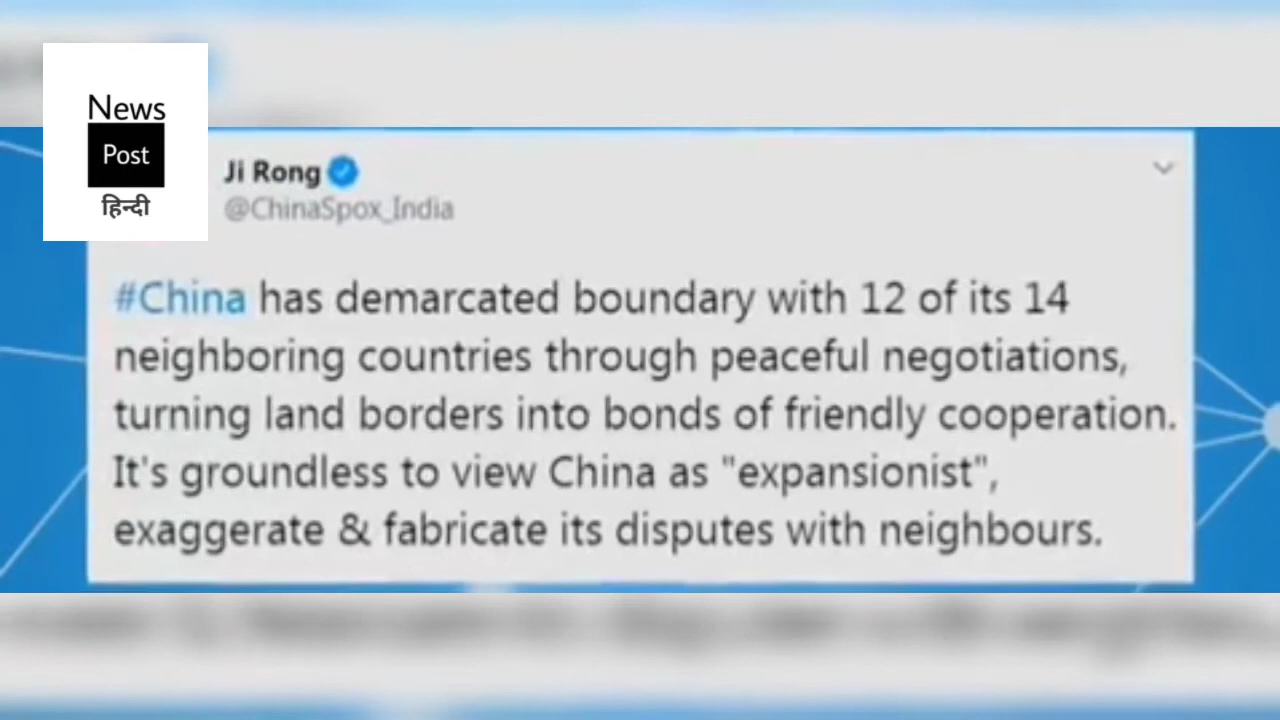 News
Post
हिन्दी
Ji Rong
@ChinaSpox_India
#China has demarcated boundary with 12 of its 14
neighboring countries through peaceful negotiations,
turning land borders into bonds of friendly cooperation.
It's groundless to view China as "expansionist",
exaggerate & fabricate its disputes with neighbours.